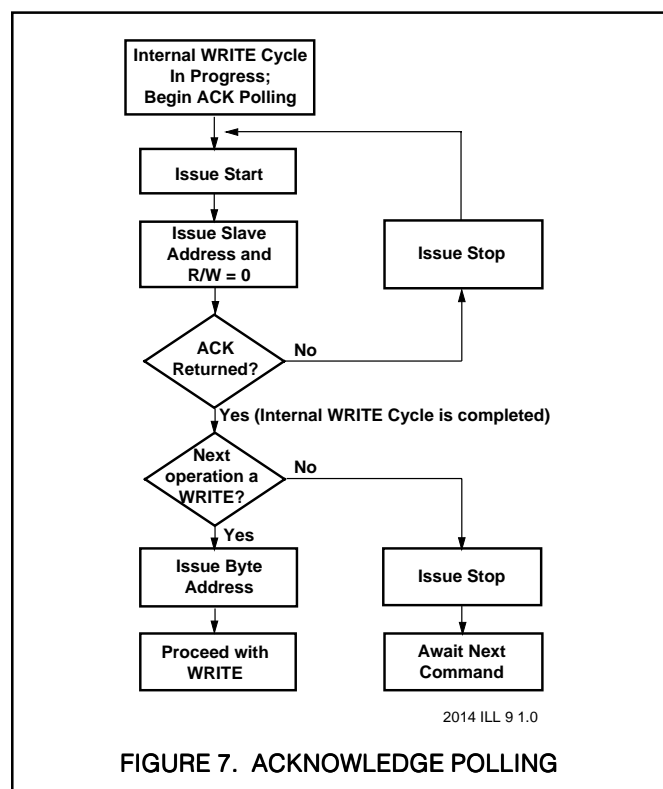 Internal WRITE Cycle
In Progress;
Begin ACK Polling
Issue Start
Issue Slave
Address and
R/W = 0
Issue Stop
ACK
Returned?
No
Yes (Internal WRITE Cycle is completed)
Next
operation a
WRITE?
No
Yes
Issue Byte
Address
Issue Stop
Proceed with
WRITE
Await Next
Command
2014 ILL 9 1.0
FIGURE 7. ACKNOWLEDGE POLLING